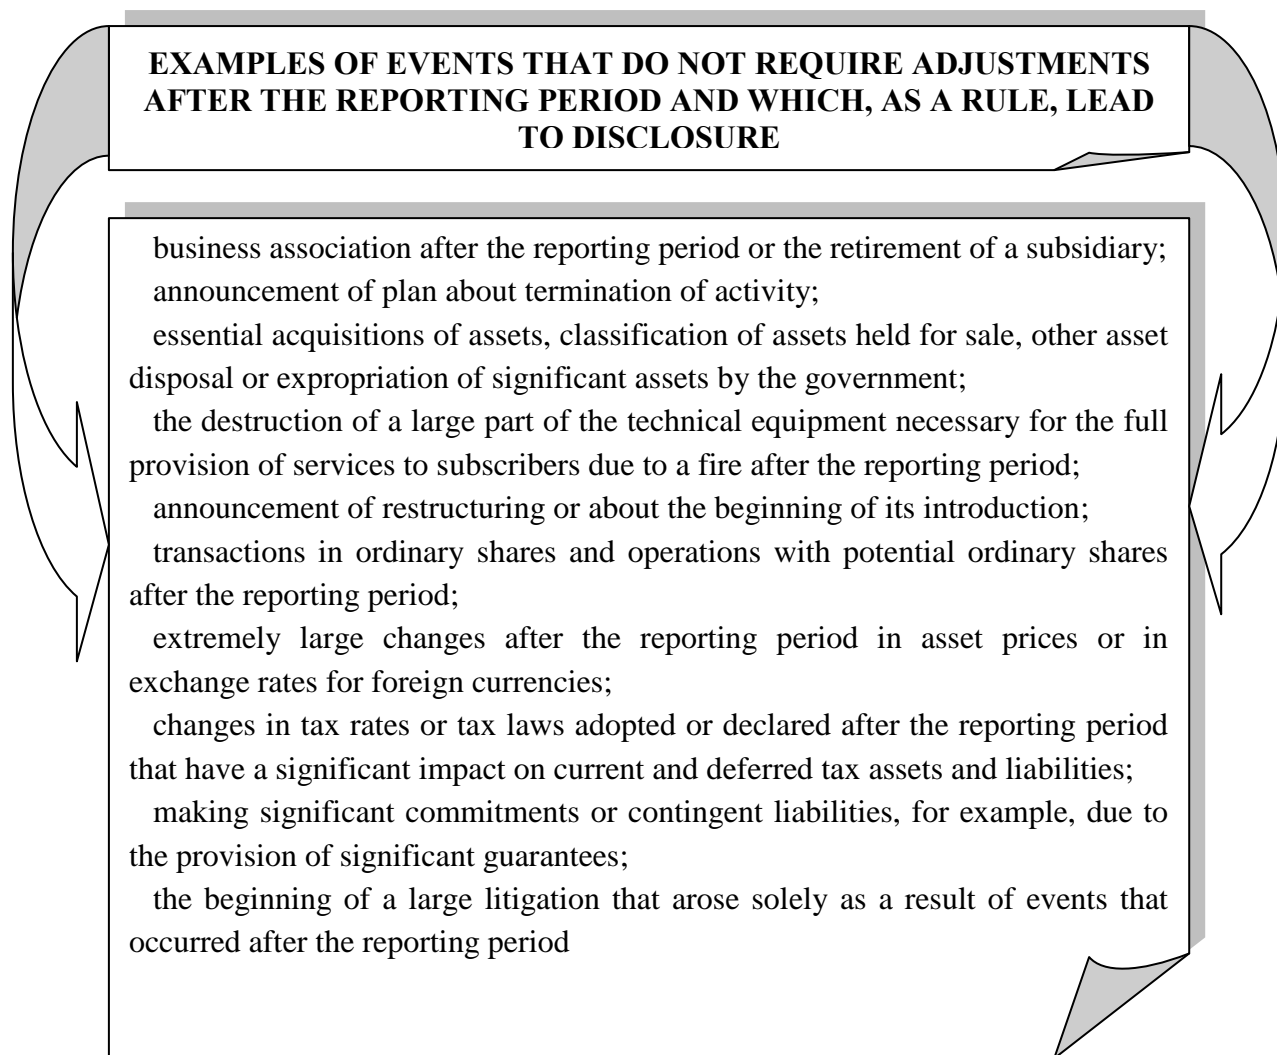 EXAMPLES OF EVENTS THAT DO NOT REQUIRE ADJUSTMENTS
AFTER THE REPORTING PERIOD AND WHICH, AS A RULE, LEAD
TO DISCLOSURE
business association after the reporting period or the retirement of a subsidiary;
announcement of plan about termination of activity;
essential acquisitions of assets, classification of assets held for sale, other asset
disposal or expropriation of significant assets by the government;
the destruction of a large part of the technical equipment necessary for the full
provision of services to subscribers due to a fire after the reporting period;
announcement of restructuring or about the beginning of its introduction;
transactions in ordinary shares and operations with potential ordinary shares
after the reporting period;
extremely large changes after the reporting period in asset prices or in
exchange rates for foreign currencies;
changes in tax rates or tax laws adopted or declared after the reporting period
that have a significant impact on current and deferred tax assets and liabilities;
making significant commitments or contingent liabilities, for example, due to
the provision of significant guarantees;
the beginning of a large litigation that arose solely as a result of events that
occurred after the reporting period